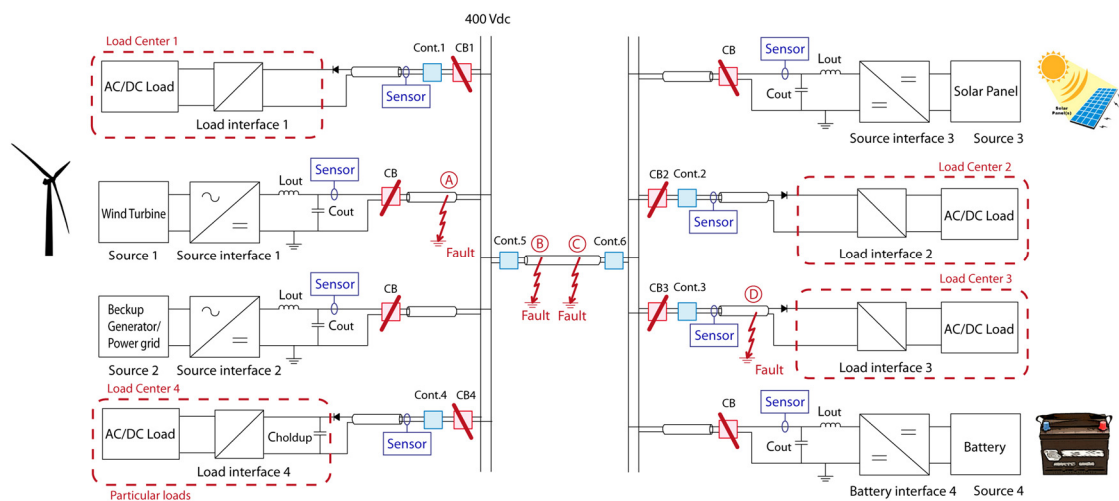 400 Vdc
Load Center 1
AC/DC Load
Load interface 1
Sensor
Cont.1
CB1
Wind Turbine
Source 1
Source interface 1
Lout
Sensor
Cout
CB
A
Fault
Beckup
Generator/
Power grid
Source 2
Source interface 2
Lout
Sensor
Cout
CB
Load Center 4
AC/DC Load
Choldup
Load interface 4
Particular loads
Sensor
Cont.4
CB4
Cont.5
B
C
Cont.6
Fault
Fault
CB
Sensor
Lout
Cout
Source interface 3
Solar Panel
Source 3
Solar
Panel(s)
Load Center 2
CB2
Cont.2
Sensor
Load interface 2
AC/DC Load
Load Center 3
CB3
Cont.3
Sensor
D
Fault
Load interface 3
AC/DC Load
CB
Sensor
Lout
Cout
Battery interface 4
Battery
Source 4